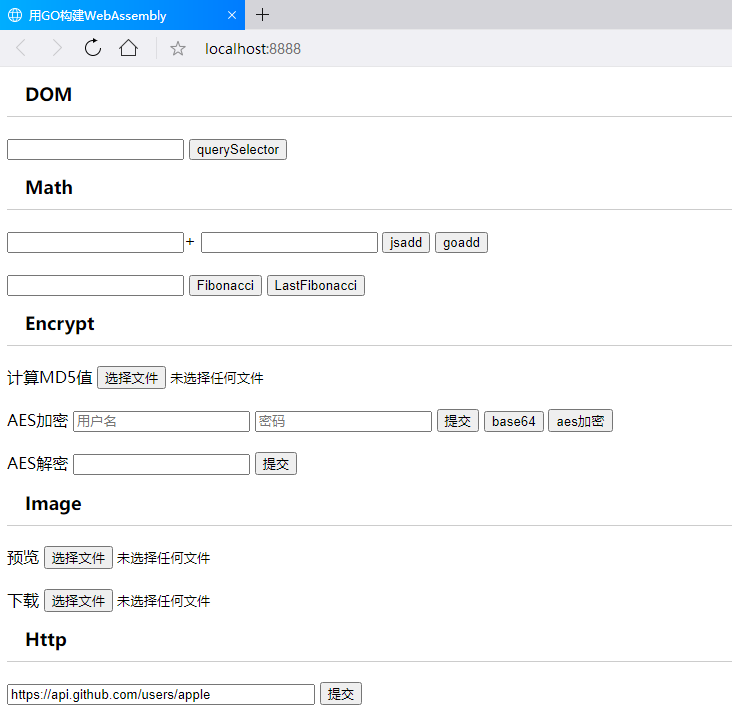 用GO构建WebAssembly
localhost:8888
DOM
querySelector
Math
+ jsadd goadd
Fibonacci LastFibonacci
Encrypt
计算MD5值 选择文件 未选择任何文件
AES加密 用户名 密码 提交 base64 aes加密
AES解密 提交
Image
预览 选择文件 未选择任何文件
下载 选择文件 未选择任何文件
Http
https://api.github.com/users/apple 提交